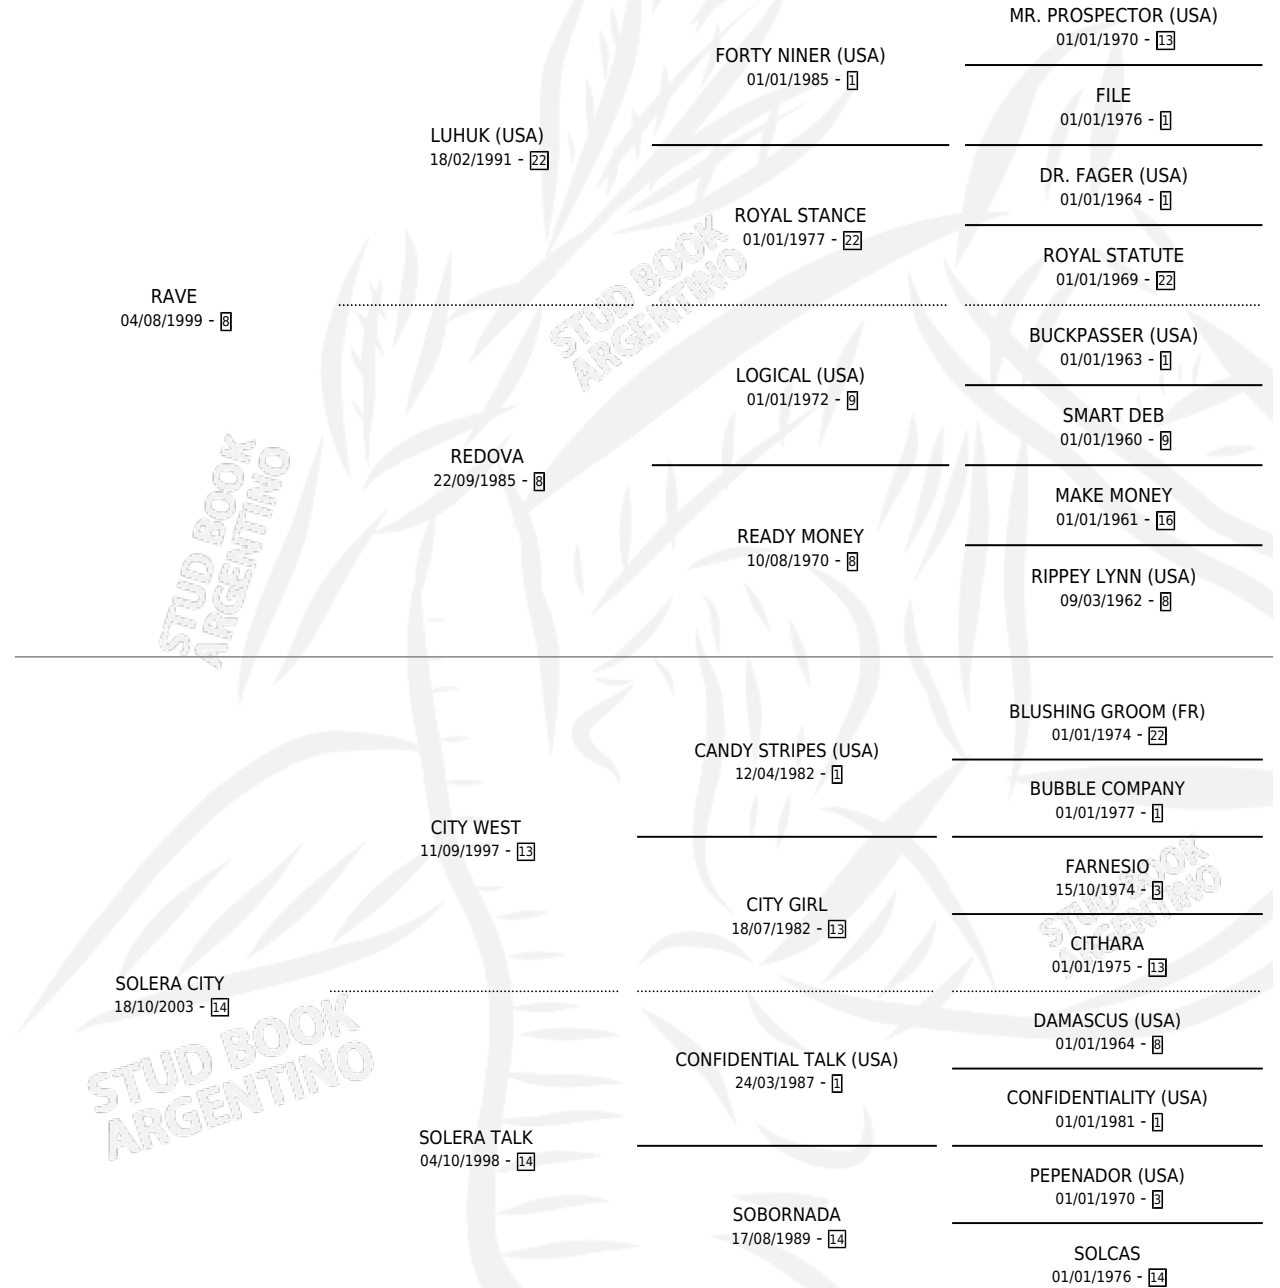 MR. PROSPECTOR (USA)
01/01/1970 - 13
FORTY NINER (USA)
01/01/1985 - 1
FILE
01/01/1976 - 1
LUHUK (USA)
18/02/1991 - 22
DR. FAGER (USA)
01/01/1964 - 1
ROYAL STANCE
01/01/1977 - 22
ROYAL STATUTE
01/01/1969 - 22
RAVE
04/08/1999 - 8
BUCKPASSER (USA)
01/01/1963 - 1
LOGICAL (USA)
01/01/1972 - 9
SMART DEB
01/01/1960 - 9
REDOVA
22/09/1985 - 8
MAKE MONEY
01/01/1961 - 16
READY MONEY
10/08/1970 - 8
RIPPEY LYNN (USA)
09/03/1962 - 8
BLUSHING GROOM (FR)
01/01/1974 - 22
CANDY STRIPES (USA)
12/04/1982 - 1
BUBBLE COMPANY
01/01/1977 - 1
CITY WEST
11/09/1997 - 13
FARNESIO
15/10/1974 - 3
CITY GIRL
18/07/1982 - 13
CITHARA
01/01/1975 - 13
SOLERA CITY
18/10/2003 - 14
DAMASCUS (USA)
01/01/1964 - 8
CONFIDENTIAL TALK (USA)
24/03/1987 - 1
CONFIDENTIALITY (USA)
01/01/1981 - 1
SOLERA TALK
04/10/1998 - 14
PEPENADOR (USA)
01/01/1970 - 3
SOBORNADA
17/08/1989 - 14
SOLCAS
01/01/1976 - 14
STUD BOOK
ARGENTINO
STUD BOOK
ARGENTINO
STUD BOOK
ARGENTINO
STUD BOOK
ARGENTINO